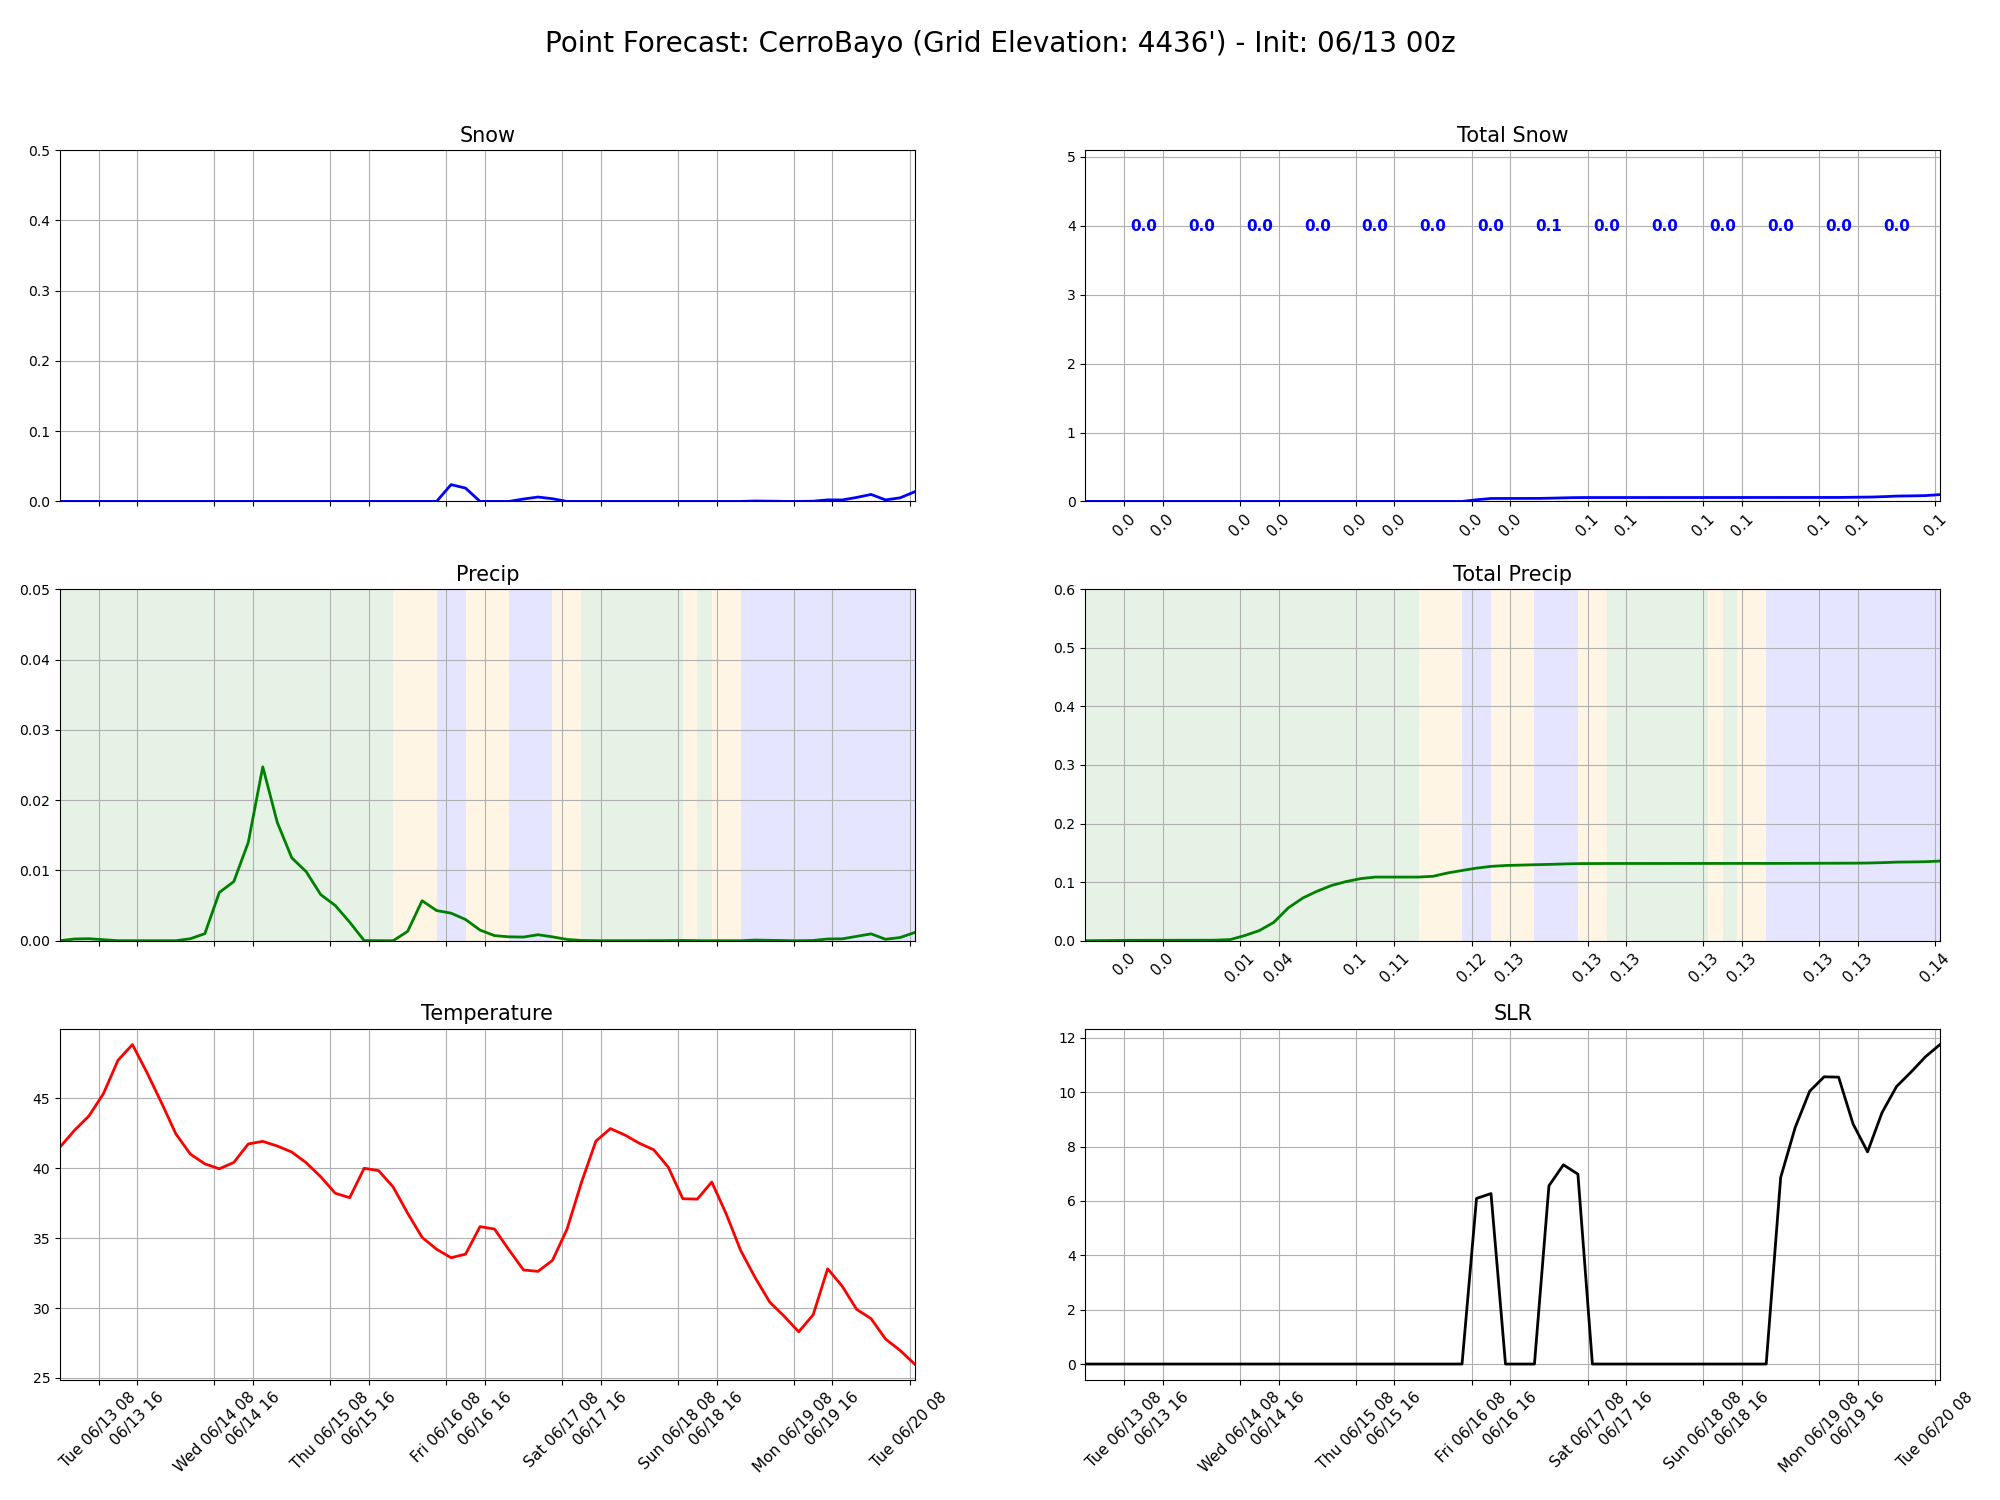 Point Forecast: CerroBayo (Grid Elevation: 4436') - Init: 06/13 00z
Snow
0.5
0.4
0.3
0.2
0.1
0.0
Total Snow
5
4
3
2
1
0
0.0 0.0 0.0 0.0 0.0 0.0 0.0 0.1 0.0 0.0 0.0 0.0 0.0 0.0
0.0 0.0 0.0 0.0 0.0 0.0 0.0 0.0 0.1 0.1 0.1 0.1 0.1 0.1 0.1
Precip
0.05
0.04
0.03
0.02
0.01
0.00
Total Precip
0.6
0.5
0.4
0.3
0.2
0.1
0.0
0.0 0.0 0.01 0.04 0.1 0.11 0.12 0.13 0.13 0.13 0.13 0.13 0.13 0.13 0.14
Temperature
45
40
35
30
25
Tue 06/13 08
06/13 16
Wed 06/14 08
06/14 16
Thu 06/15 08
06/15 16
Fri 06/16 08
06/16 16
Sat 06/17 08
06/17 16
Sun 06/18 08
06/18 16
Mon 06/19 08
06/19 16
Tue 06/20 08
SLR
12
10
8
6
4
2
0
Tue 06/13 08
06/13 16
Wed 06/14 08
06/14 16
Thu 06/15 08
06/15 16
Fri 06/16 08
06/16 16
Sat 06/17 08
06/17 16
Sun 06/18 08
06/18 16
Mon 06/19 08
06/19 16
Tue 06/20 08